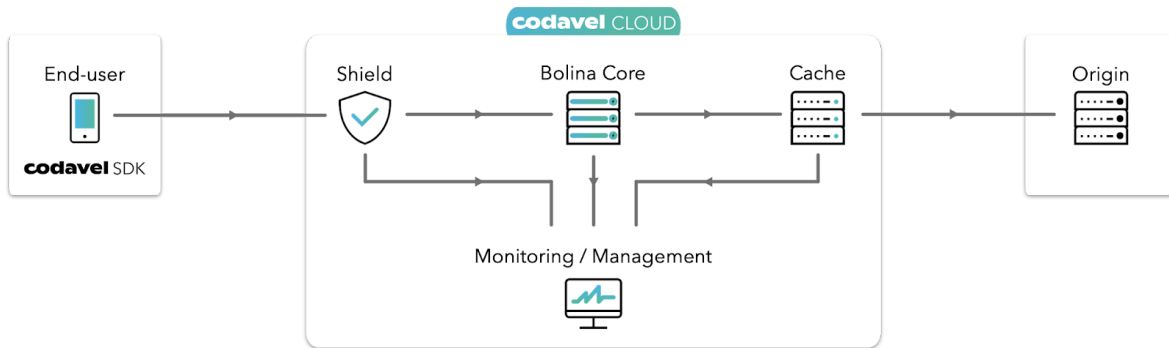 codavel CLOUD
End-user
Shield
Bolina Core
Cache
Origin
codavel SDK
Monitoring / Management